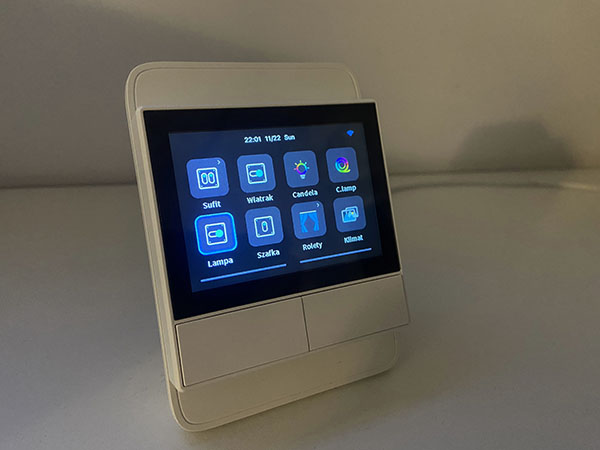 22:01 11/22 Sun
Sufit Wiatrak Candela C.lamp
Lampa Szafka Rolety Klimat